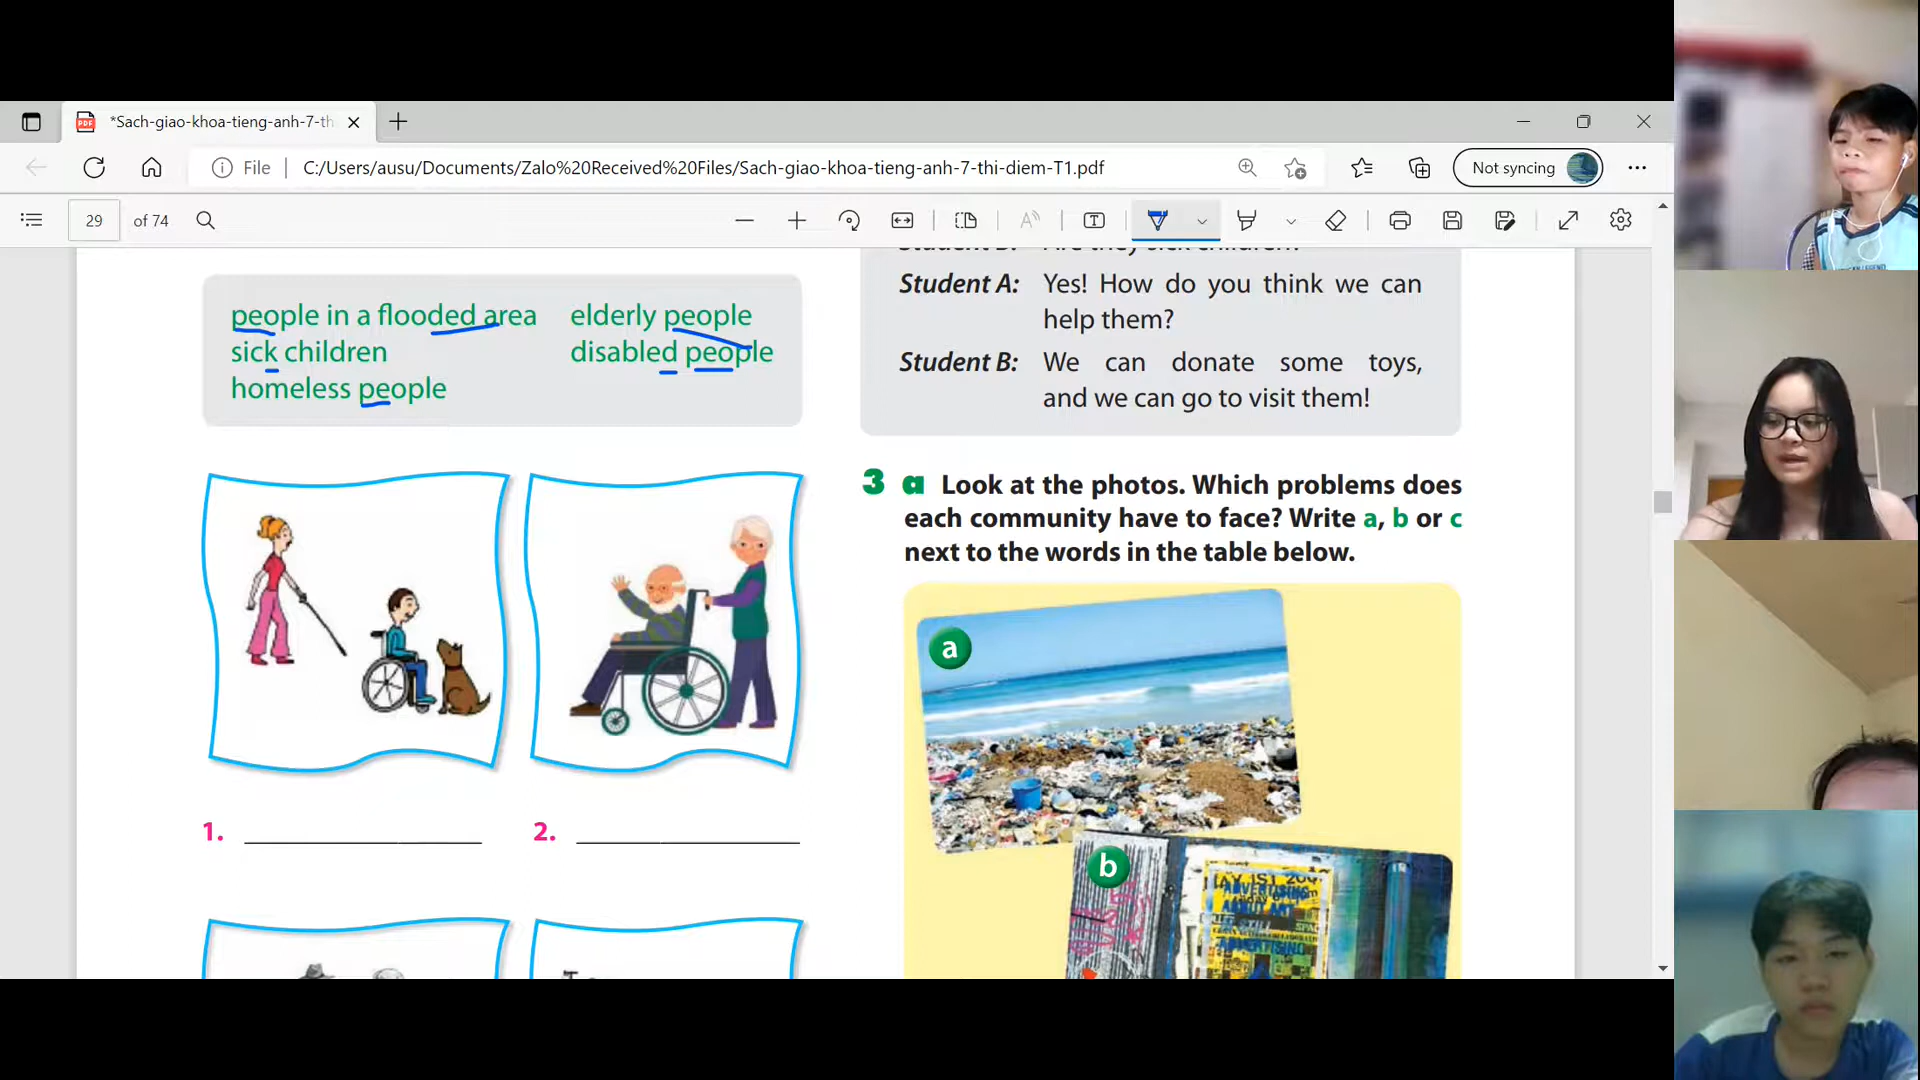 *Sach-giao-khoa-tieng-anh-7-th
File
C:/Users/ausu/Documents/Zalo%20Received%20Files/Sach-giao-khoa-tieng-anh-7-thi-diem-T1.pdf
Not syncing
29 of 74
people in a flooded area
elderly people
sick children
disabled people
homeless people
1.
2.
Student A: Yes! How do you think we can
help them?
Student B: We can donate some toys,
and we can go to visit them!
3 a Look at the photos. Which problems does
each community have to face? Write a, b or c
next to the words in the table below.
a
b
ADVERTISING
ABOUT ART
ADVERTISING